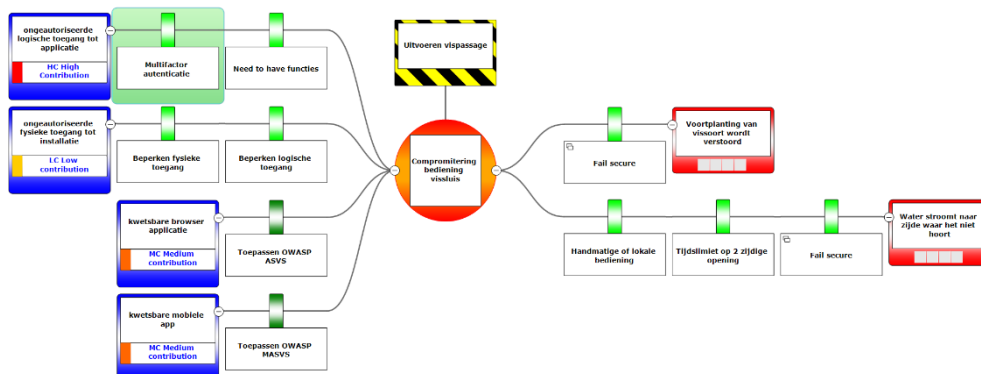 ongeautoriseerde
logische toegang tot
applicatie
HC High
Contribution
Multifactor
autenticatie
Need to have functies
Uitvoeren vispassage
ongeautoriseerde
fysieke toegang tot
installatie
LC Low
contribution
Beperken fysieke
toegang
Beperken logische
toegang
kwetsbare browser
applicatie
MC Medium
contribution
Toepassen OWASP
ASVS
kwetsbare mobiele
app
MC Medium
contribution
Toepassen OWASP
MASVS
Compromitering
bediening
vissluis
Fail secure
Voortplanting van
vissoort wordt
verstoord
Handmatige of lokale
bediening
Tijdslimiet op 2 zijdige
opening
Fail secure
Water stroomt naar
zijde waar het niet
hoort